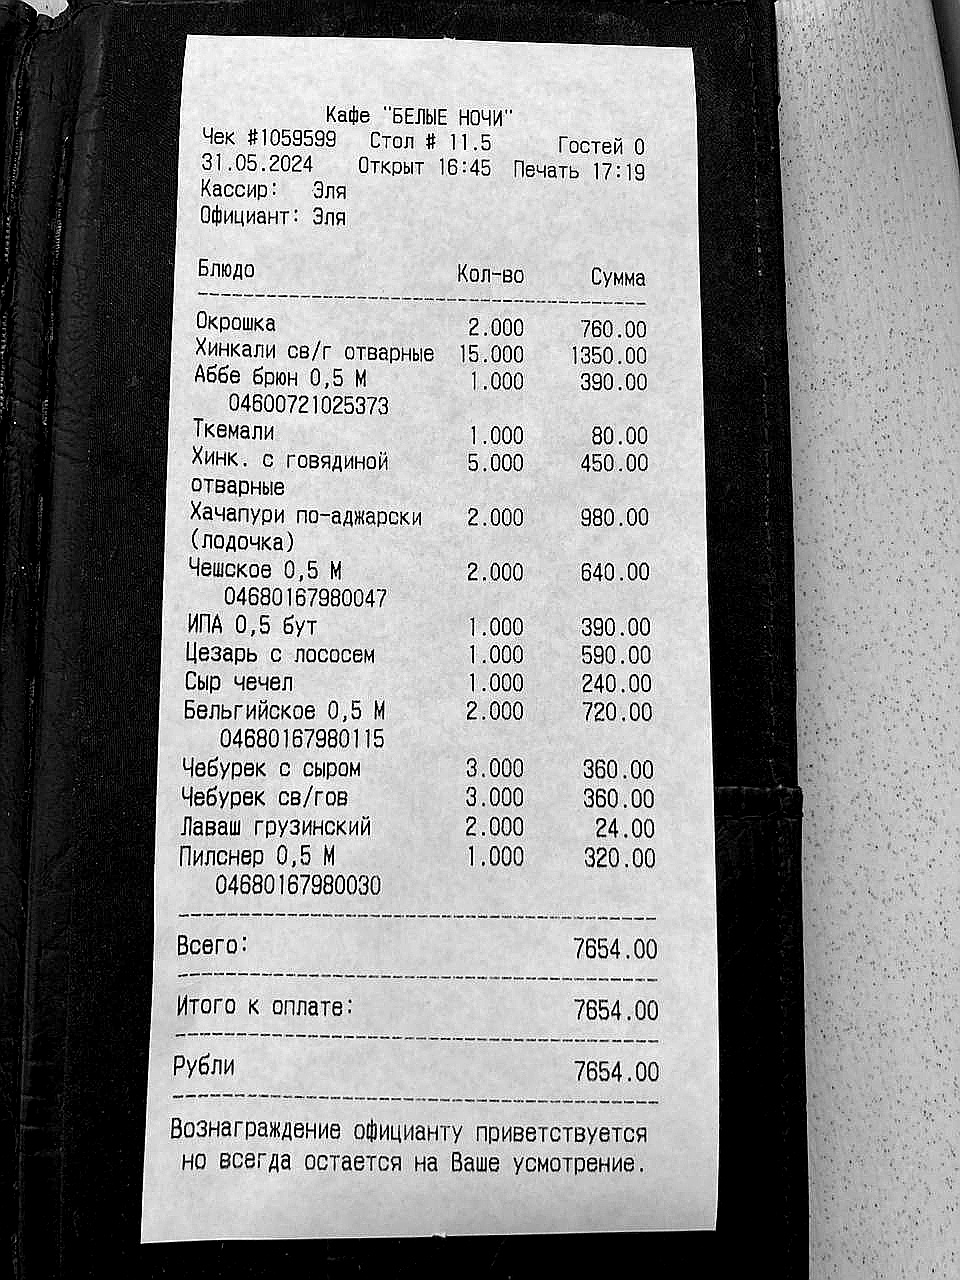 Кафе "БЕЛЫЕ НОЧИ"
Чек #1059599 Стол # 11.5 Гостей 0
31.05.2024 Открыт 16:45 Печать 17:19
Кассир: Эля
Официант: Эля
Блюдо Кол-во Сумма
Окрошка 2.000 760.00
Хинкали св/г отварные 15.000 1350.00
Аббе брюн 0,5 М 1.000 390.00
04600721025373
Ткемали 1.000 80.00
Хинк. с говядиной 5.000 450.00
отварные
Хачапури по-аджарски 2.000 980.00
(лодочка)
Чешское 0,5 М 2.000 640.00
04680167980047
ИПА 0,5 бут 1.000 390.00
Цезарь с лососем 1.000 590.00
Сыр чечел 1.000 240.00
Бельгийское 0,5 М 2.000 720.00
04680167980115
Чебурек с сыром 3.000 360.00
Чебурек св/гов 3.000 360.00
Лаваш грузинский 2.000 24.00
Пилснер 0,5 М 1.000 320.00
04680167980030
Всего: 7654.00
Итого к оплате: 7654.00
Рубли 7654.00
Вознаграждение официанту приветствуется
но всегда остается на Ваше усмотрение.